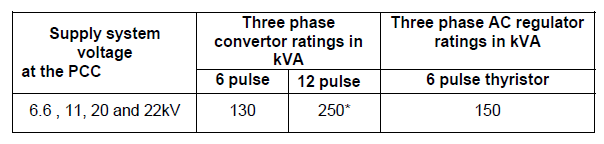 Supply system
voltage
at the PCC
Three phase
convertor ratings in
kVA
Three phase AC regulator
ratings in kVA
6 pulse
12 pulse
6 pulse thyristor
6.6 , 11, 20 and 22kV
130
250*
150